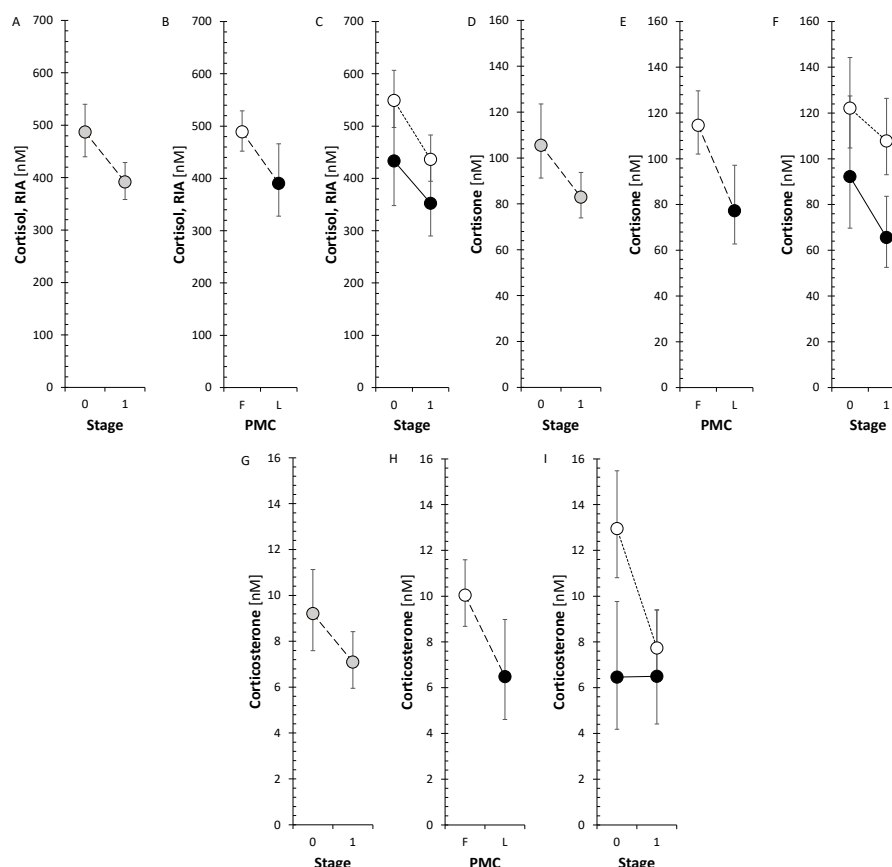 A
700
600
500
400
300
200
100
0
Cortisol, RIA [nM]
0 1
Stage
B
700
600
500
400
300
200
100
0
Cortisol, RIA [nM]
F L
PMC
C
700
600
500
400
300
200
100
0
Cortisol, RIA [nM]
0 1
Stage
D
160
140
120
100
80
60
40
20
0
Cortisone [nM]
0 1
Stage
E
160
140
120
100
80
60
40
20
0
Cortisone [nM]
F L
PMC
F
160
140
120
100
80
60
40
20
0
Cortisone [nM]
0 1
Stage
G
16
14
12
10
8
6
4
2
0
Corticosterone [nM]
0 1
Stage
H
16
14
12
10
8
6
4
2
0
Corticosterone [nM]
F L
PMC
I
16
14
12
10
8
6
4
2
0
Corticosterone [nM]
0 1
Stage